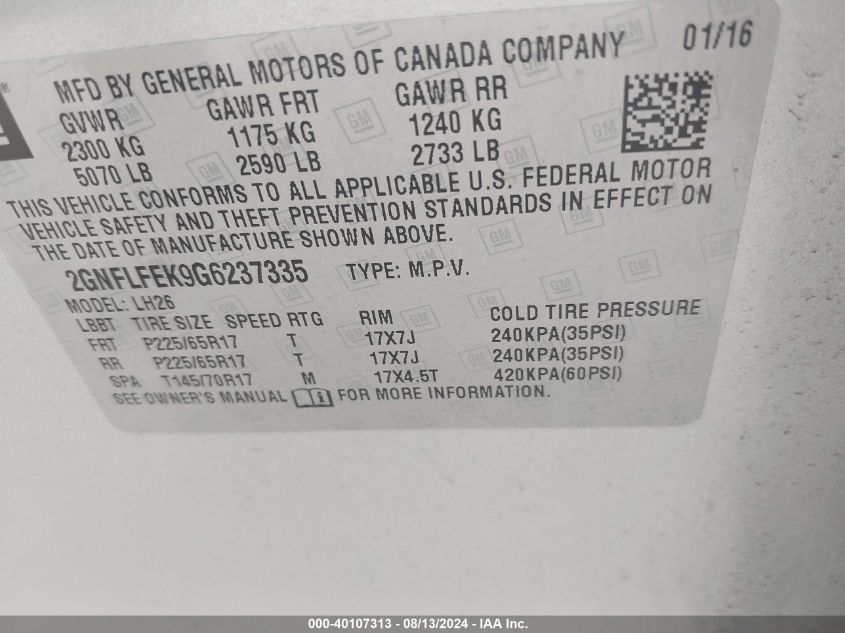 MFD BY GENERAL MOTORS OF CANADA COMPANY 01/16
GVWR GAWR FRT GAWR RR
2300 KG 1175 KG 1240 KG
5070 LB 2590 LB 2733 LB
THIS VEHICLE CONFORMS TO ALL APPLICABLE U.S. FEDERAL MOTOR
VEHICLE SAFETY AND THEFT PREVENTION STANDARDS IN EFFECT ON
THE DATE OF MANUFACTURE SHOWN ABOVE.
2GNFLFEK9G6237335 TYPE: M.P.V.
MODEL: LH26
LBBT TIRE SIZE SPEED RTG RIM COLD TIRE PRESSURE
FRT P225/65R17 T 17X7J 240KPA(35PSI)
RR P225/65R17 T 17X7J 240KPA(35PSI)
SPA T145/70R17 M 17X4.5T 420KPA(60PSI)
SEE OWNER'S MANUAL FOR MORE INFORMATION.
000-40107313 - 08/13/2024 - IAA Inc.